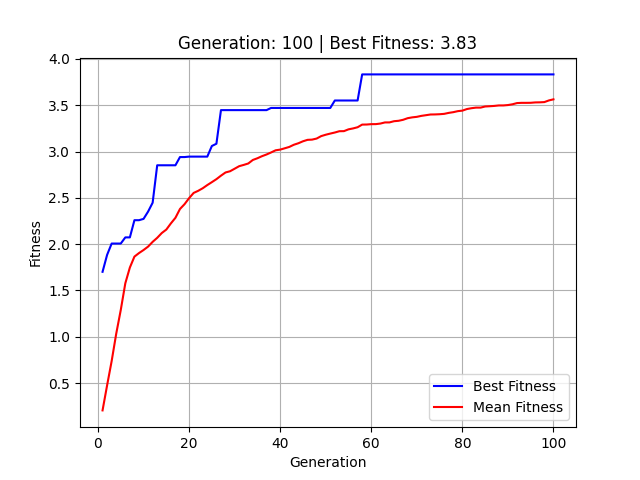 Generation: 100 | Best Fitness: 3.83
4.0
3.5
3.0
2.5
2.0
1.5
1.0
0.5
Fitness
0 20 40 60 80 100
Generation
Best Fitness
Mean Fitness